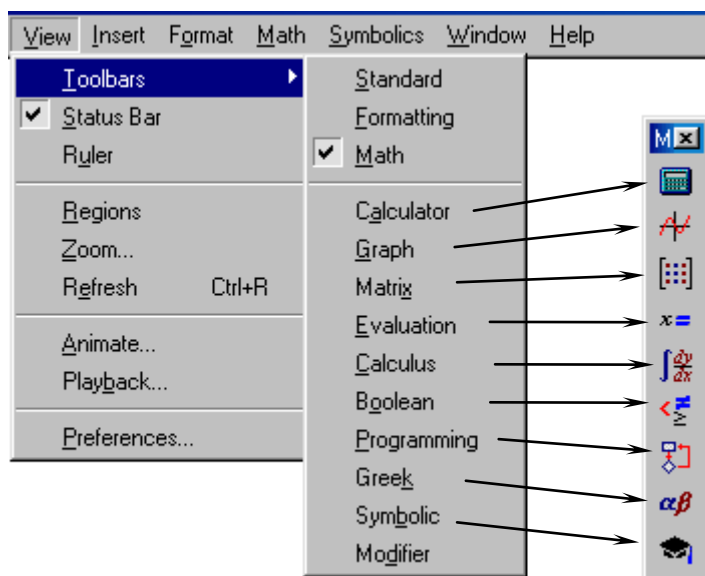 View Insert Format Math Symbolics Window Help
Toolbars
Status Bar
Ruler
Regions
Zoom...
Refresh Ctrl+R
Animate...
Playback...
Preferences...
Standard
Formatting
Math
Calculator
Graph
Matrix
Evaluation
Calculus
Boolean
Programming
Greek
Symbolic
Modifier
M
x=
∫ dy/dx
< ≠ ≥
αβ